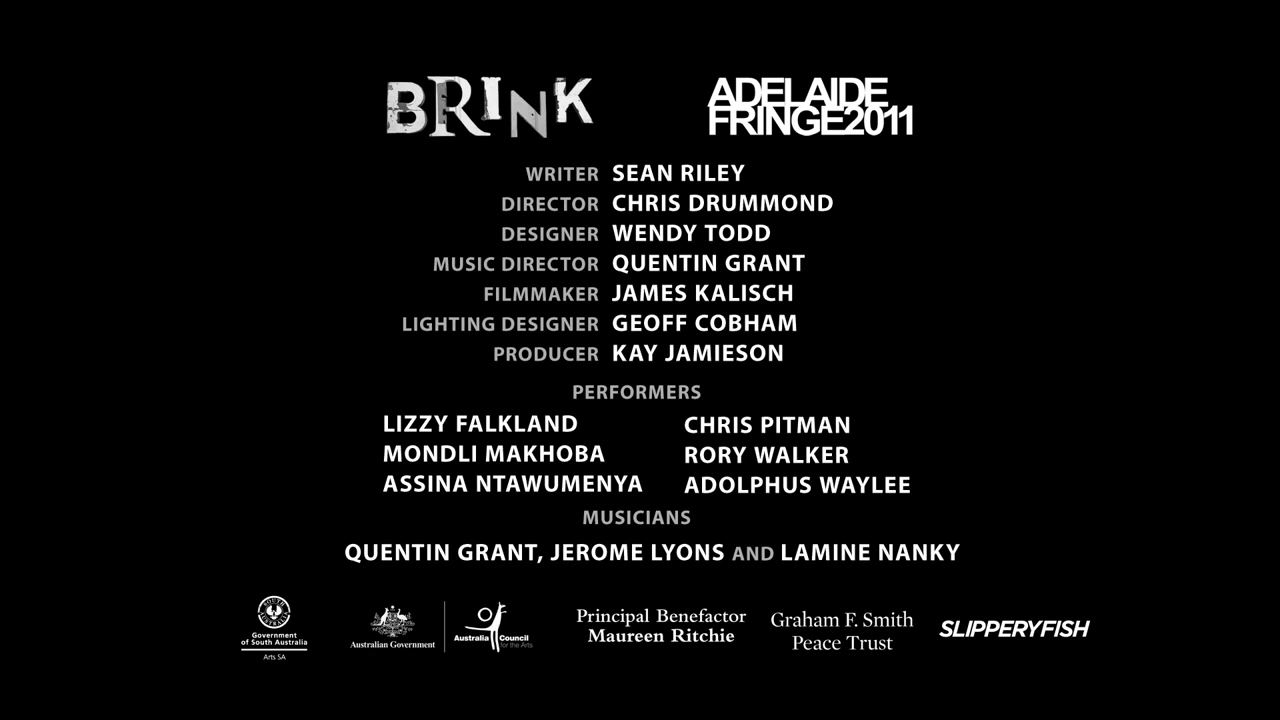 BRINK
ADELAIDE
FRINGE2011
WRITER SEAN RILEY
DIRECTOR CHRIS DRUMMOND
DESIGNER WENDY TODD
MUSIC DIRECTOR QUENTIN GRANT
FILMMAKER JAMES KALISCH
LIGHTING DESIGNER GEOFF COBHAM
PRODUCER KAY JAMIESON
PERFORMERS
LIZZY FALKLAND CHRIS PITMAN
MONDLI MAKHOBA RORY WALKER
ASSINA NTAWUMENYA ADOLPHUS WAYLEE
MUSICIANS
QUENTIN GRANT, JEROME LYONS AND LAMINE NANKY
SOUTH
AUSTRALIA
Government
of South Australia
Arts SA
Australian Government
Australia Council
for the Arts
Principal Benefactor
Maureen Ritchie
Graham F. Smith
Peace Trust
SLIPPERYFISH